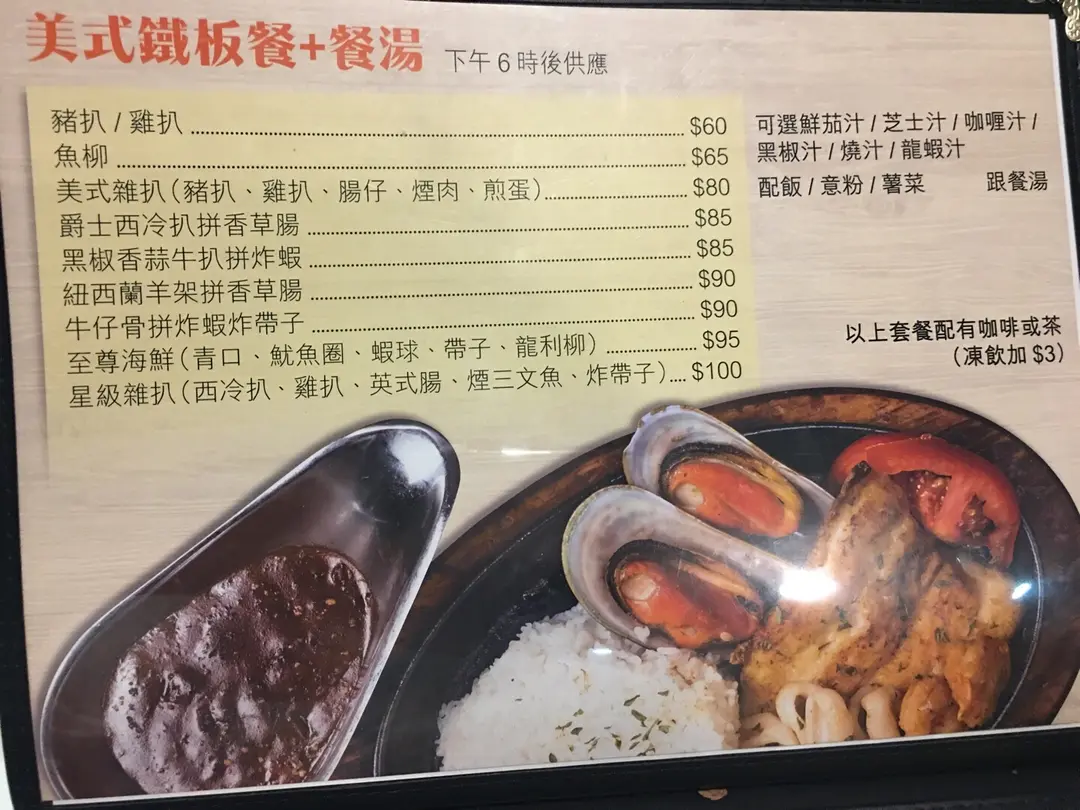 美式鐵板餐+餐湯 下午6時後供應
豬扒 / 雞扒 $60
魚柳 $65
美式雜扒(豬扒、雞扒、腸仔、煙肉、煎蛋) $80
爵士西冷扒拼香草腸 $85
黑椒香蒜牛扒拼炸蝦 $85
紐西蘭羊架拼香草腸 $90
牛仔骨拼炸蝦炸帶子 $90
至尊海鮮(青口、魷魚圈、蝦球、帶子、龍利柳) $95
星級雜扒(西冷扒、雞扒、英式腸、煙三文魚、炸帶子) $100
可選鮮茄汁 / 芝士汁 / 咖喱汁 /
黑椒汁 / 燒汁 / 龍蝦汁
配飯 / 意粉 / 薯菜 跟餐湯
以上套餐配有咖啡或茶
(凍飲加 $3)